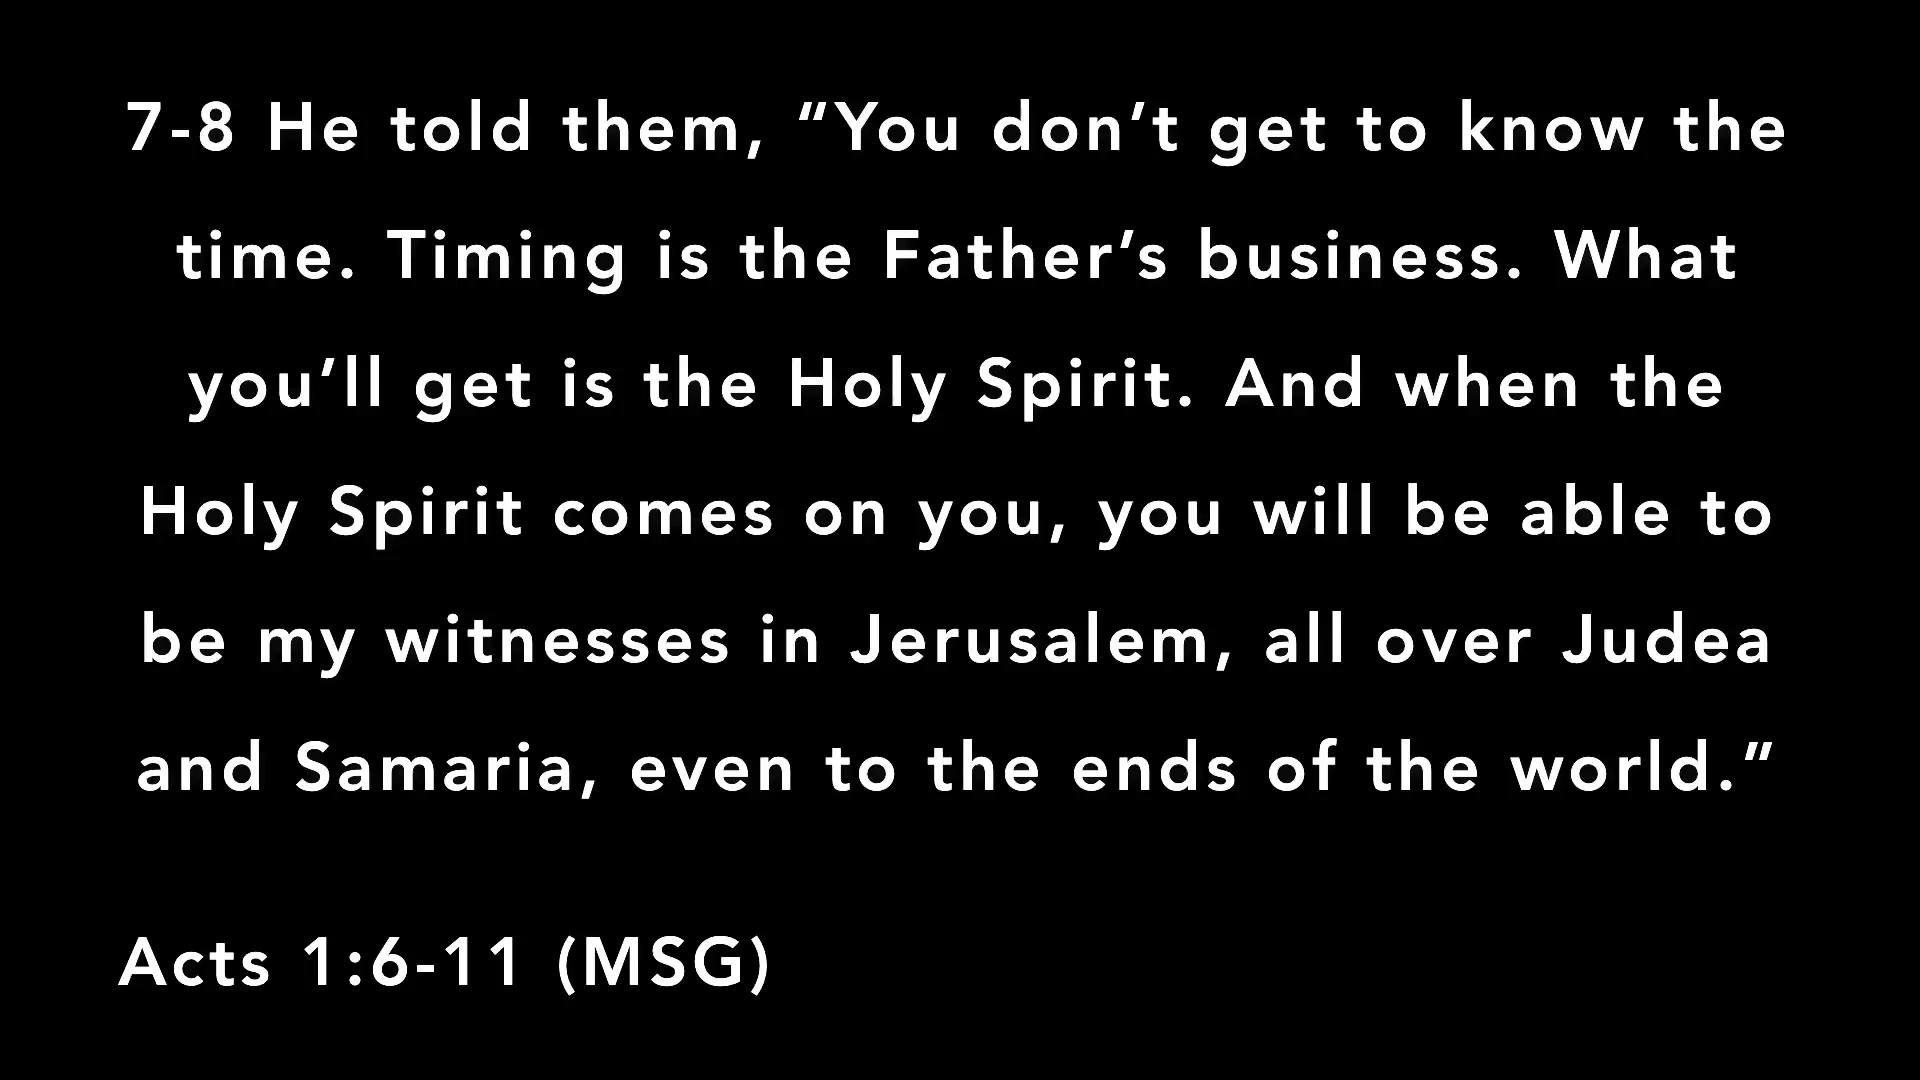 7-8 He told them, “You don’t get to know the
time. Timing is the Father’s business. What
you’ll get is the Holy Spirit. And when the
Holy Spirit comes on you, you will be able to
be my witnesses in Jerusalem, all over Judea
and Samaria, even to the ends of the world.”
Acts 1:6-11 (MSG)